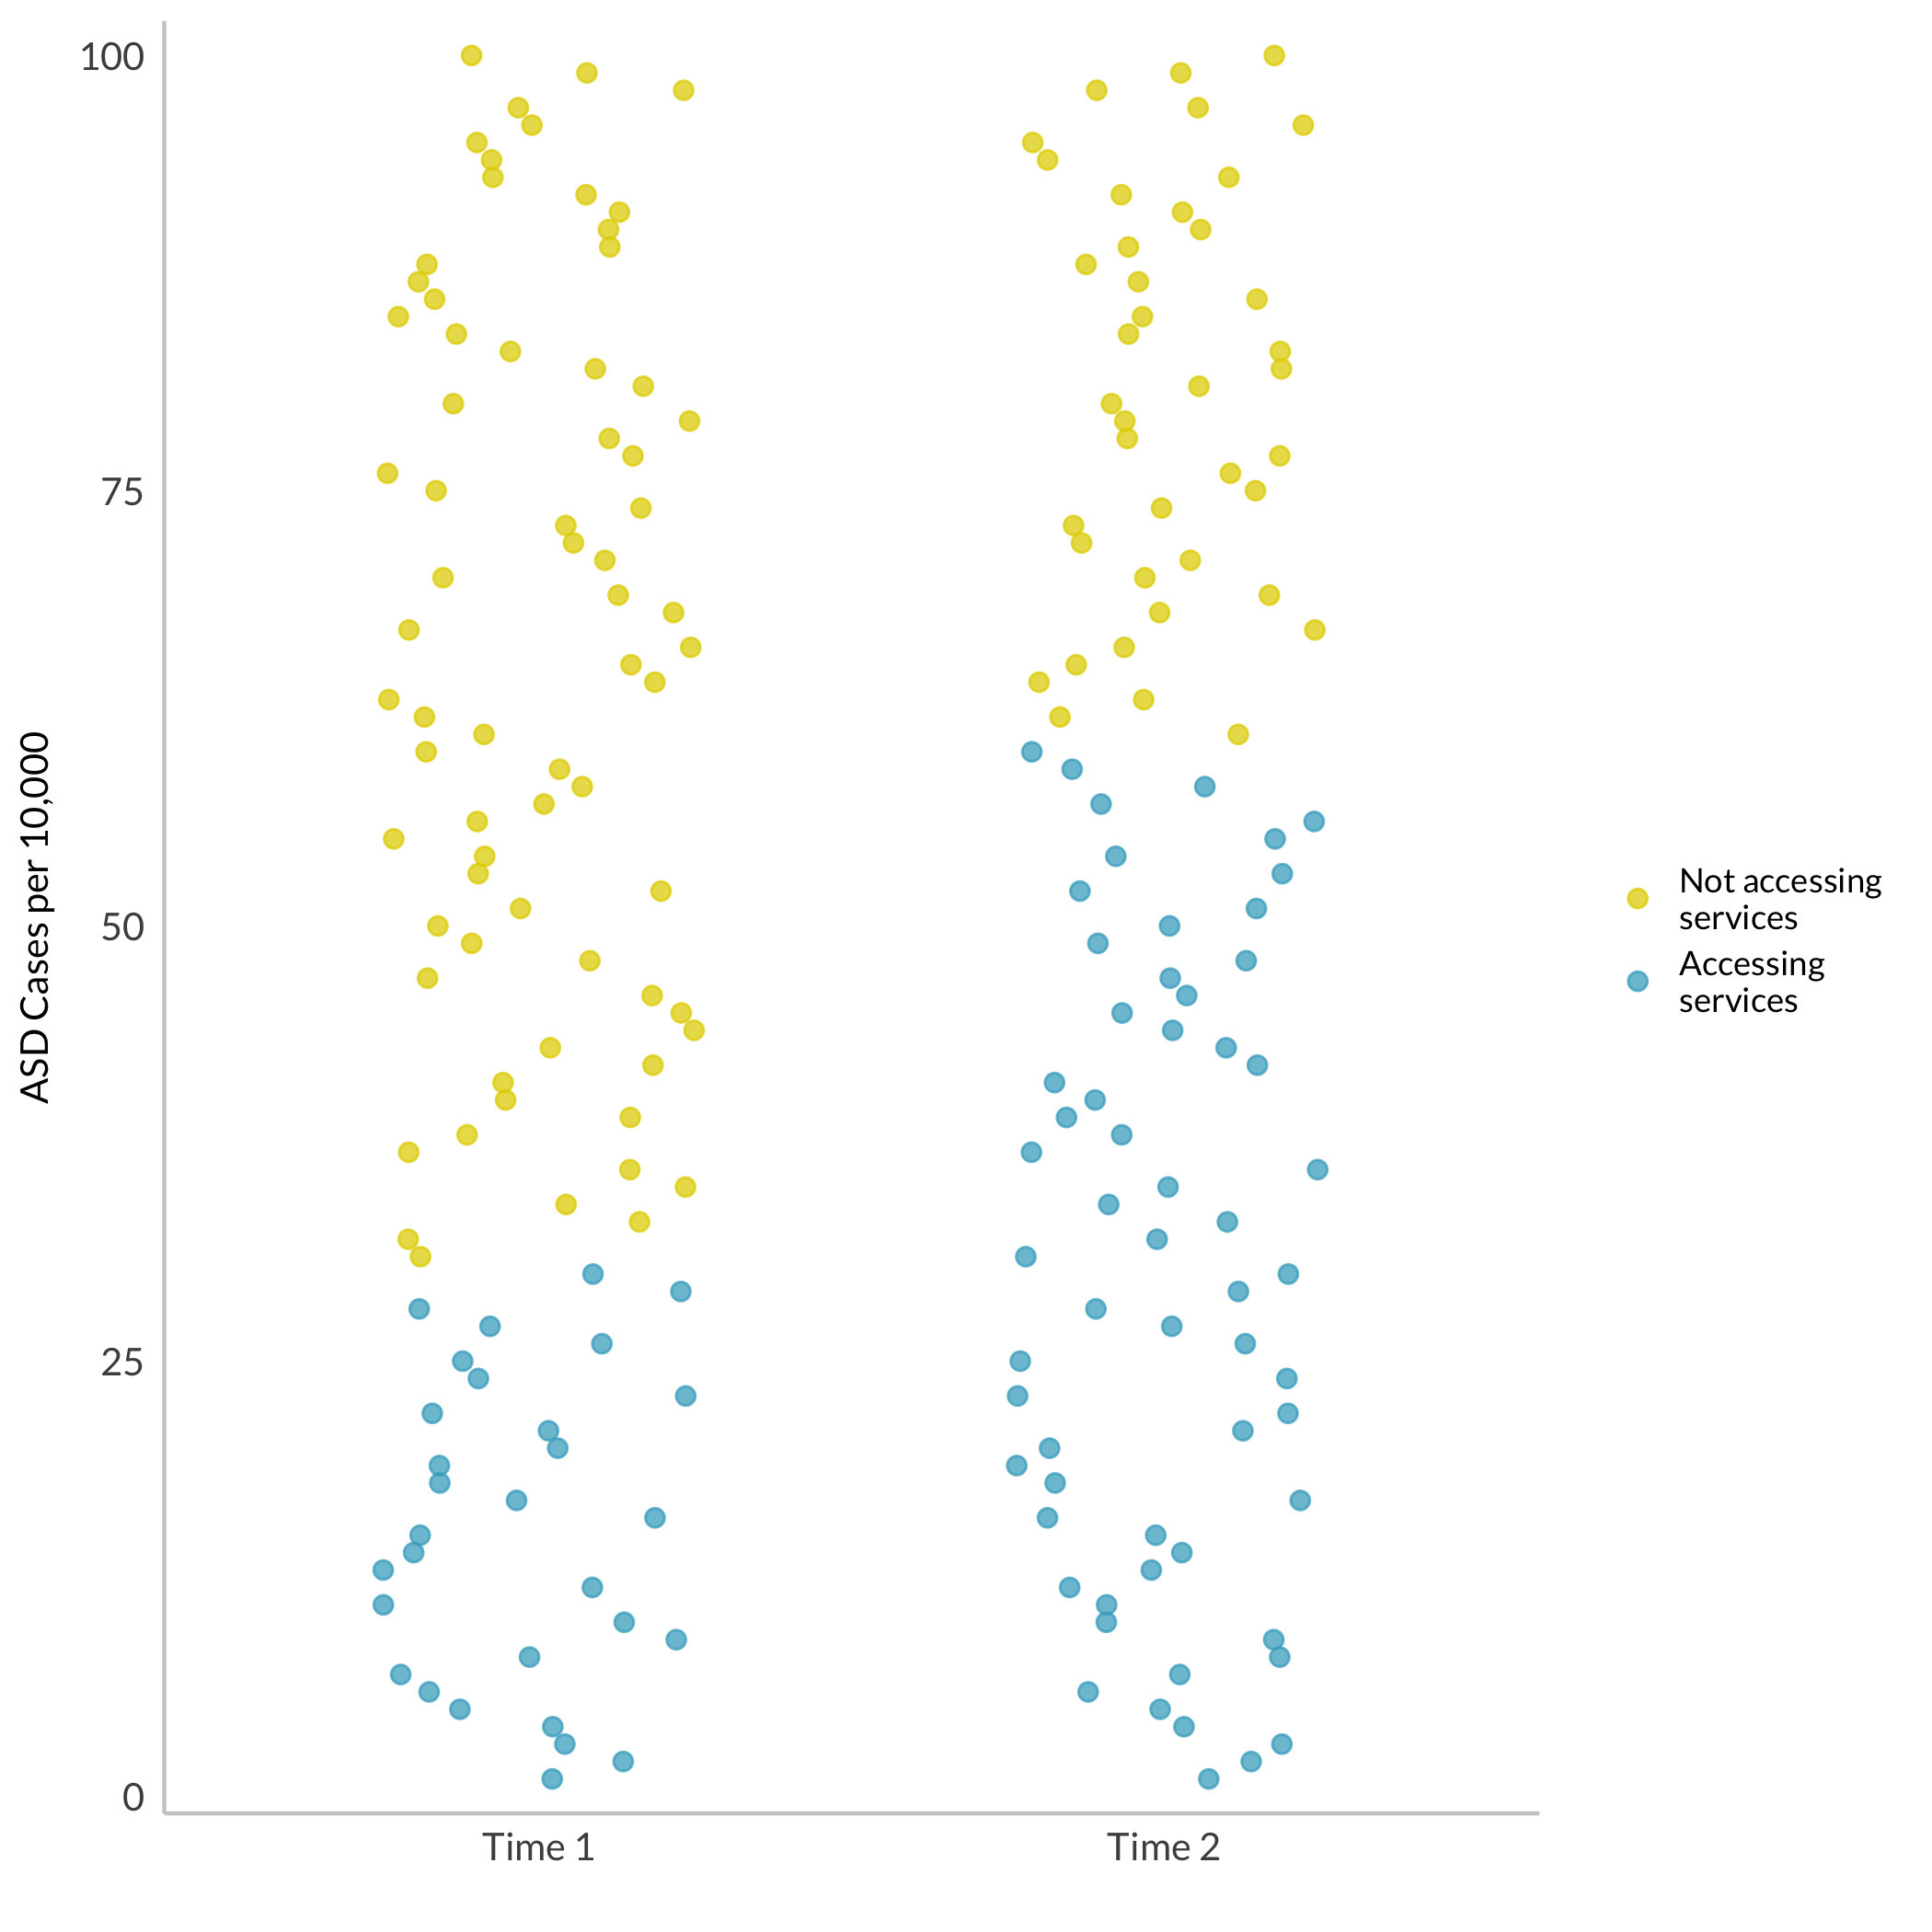 100
75
50
25
0
ASD Cases per 10,000
Time 1
Time 2
Not accessing
services
Accessing
services